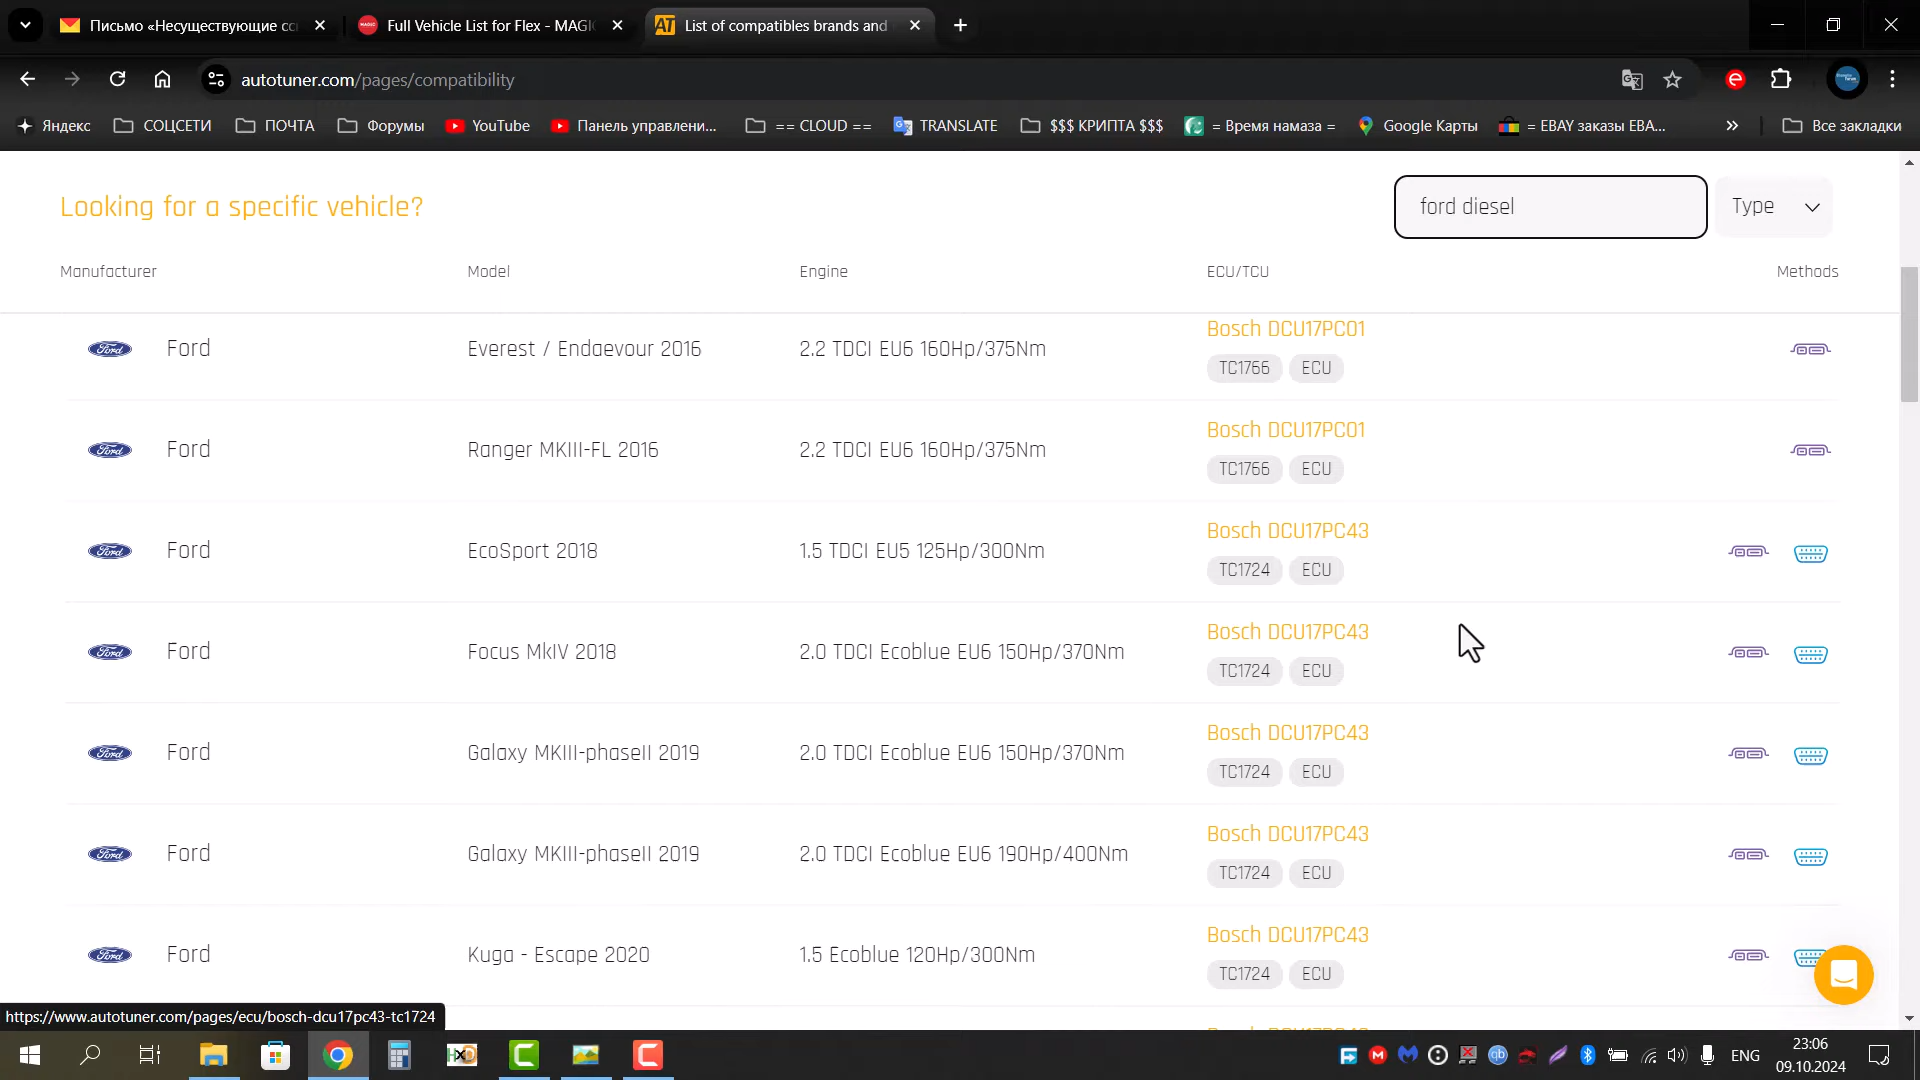 Письмо «Несуществующие сс
Full Vehicle List for Flex - MAGIC
List of compatibles brands and
autotuner.com/pages/compatibility
Яндекс
СОЦСЕТИ
ПОЧТА
Форумы
YouTube
Панель управлени...
== CLOUD ==
TRANSLATE
$$$ КРИПТА $$$
= Время намаза =
Google Карты
= EBAY заказы EBA...
Все закладки
Looking for a specific vehicle?
ford diesel
Type
Manufacturer Model Engine ECU/TCU Methods
Bosch DCU17PC01
Ford Everest / Endaevour 2016 2.2 TDCI EU6 160Hp/375Nm
TC1766 ECU
Bosch DCU17PC01
Ford Ranger MKIII-FL 2016 2.2 TDCI EU6 160Hp/375Nm
TC1766 ECU
Bosch DCU17PC43
Ford EcoSport 2018 1.5 TDCI EU5 125Hp/300Nm
TC1724 ECU
Bosch DCU17PC43
Ford Focus MkIV 2018 2.0 TDCI Ecoblue EU6 150Hp/370Nm
TC1724 ECU
Bosch DCU17PC43
Ford Galaxy MKIII-phaseII 2019 2.0 TDCI Ecoblue EU6 150Hp/370Nm
TC1724 ECU
Bosch DCU17PC43
Ford Galaxy MKIII-phaseII 2019 2.0 TDCI Ecoblue EU6 190Hp/400Nm
TC1724 ECU
Bosch DCU17PC43
Ford Kuga - Escape 2020 1.5 Ecoblue 120Hp/300Nm
TC1724 ECU
https://www.autotuner.com/pages/ecu/bosch-dcu17pc43-tc1724
ENG
23:06
09.10.2024